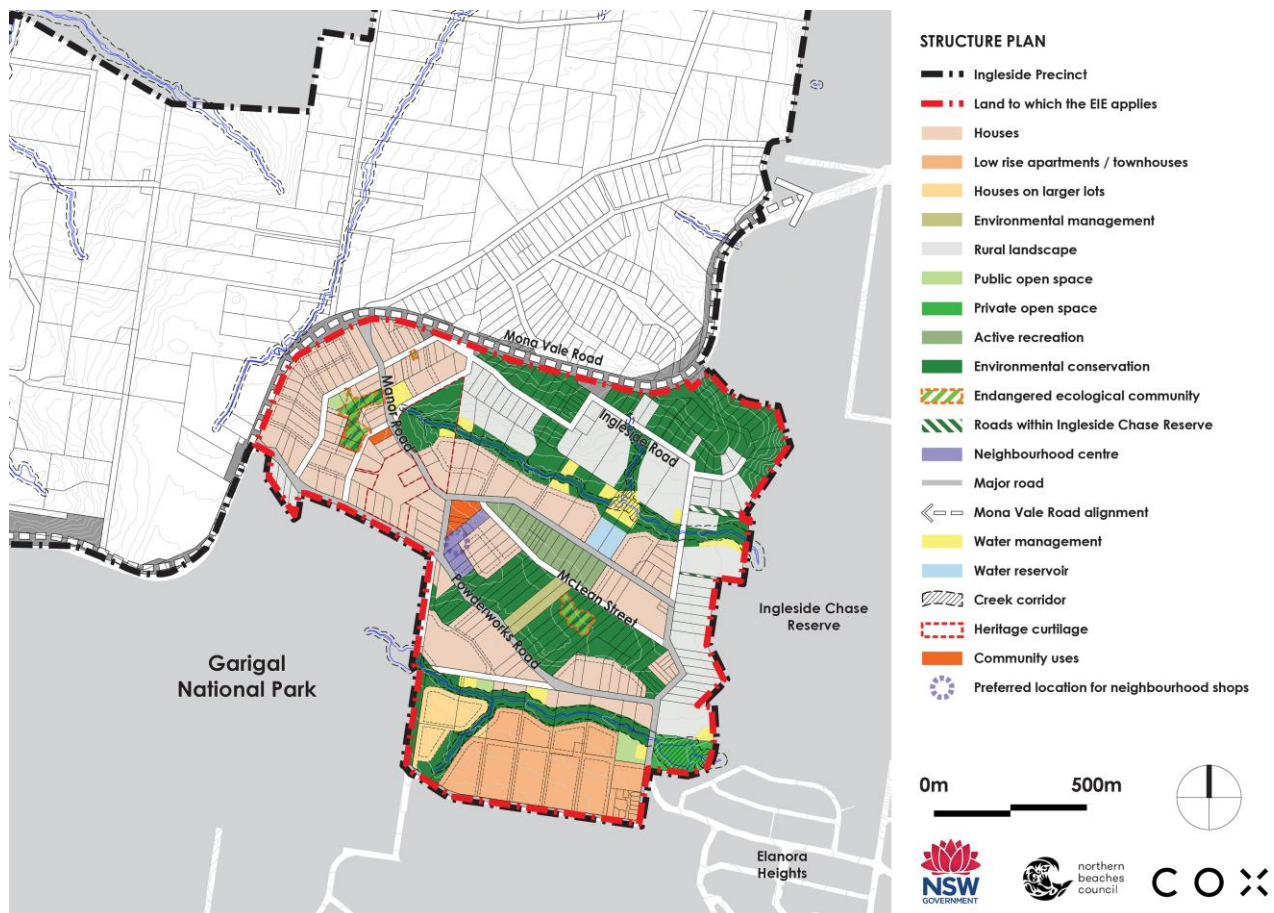 STRUCTURE PLAN
Ingleside Precinct
Land to which the EIE applies
Houses
Low rise apartments / townhouses
Houses on larger lots
Environmental management
Rural landscape
Public open space
Private open space
Active recreation
Environmental conservation
Endangered ecological community
Roads within Ingleside Chase Reserve
Neighbourhood centre
Major road
Mona Vale Road alignment
Water management
Water reservoir
Creek corridor
Heritage curtilage
Community uses
Preferred location for neighbourhood shops
Mona Vale Road
Manor Road
Ingleside Road
McLean Street
Powderworks Road
Ingleside Chase
Reserve
Garigal
National Park
Elanora
Heights
0m
500m
NSW
GOVERNMENT
northern
beaches
council
COX